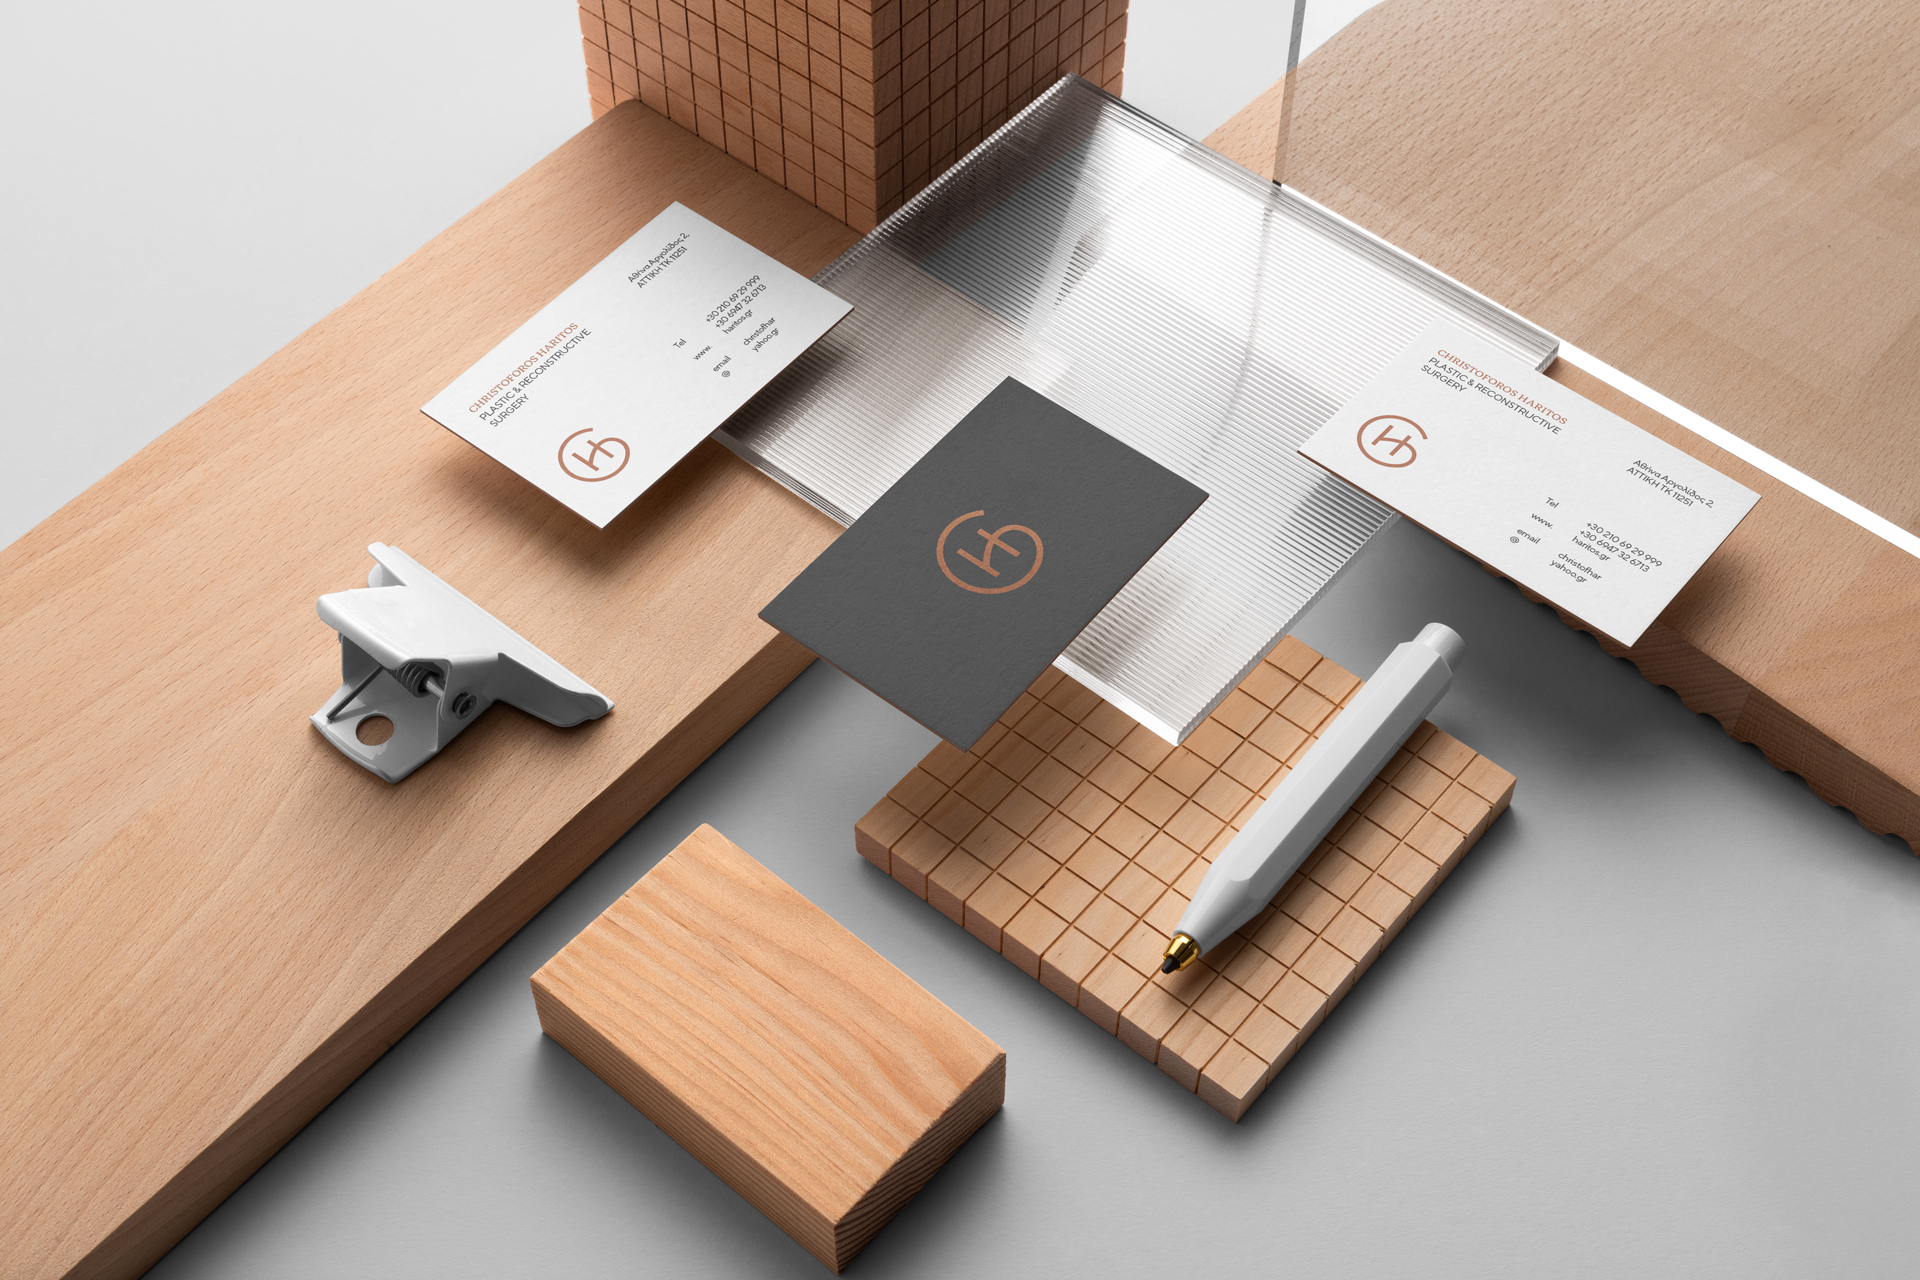 CHRISTOFOROS HARITOS
PLASTIC & RECONSTRUCTIVE
SURGERY
Αθήνα Αργολίδος 2,
ΑΤΤΙΚΗ ΤΚ 11251
Tel
+30 210 69 29 999
+30 6947 32 6713
www.
haritos.gr
email
christofhar
@
yahoo.gr
CHRISTOFOROS HARITOS
PLASTIC & RECONSTRUCTIVE
SURGERY
Αθήνα Αργολίδος 2,
ΑΤΤΙΚΗ ΤΚ 11251
Tel
+30 210 69 29 999
+30 6947 32 6713
www.
haritos.gr
email
christofhar
@
yahoo.gr